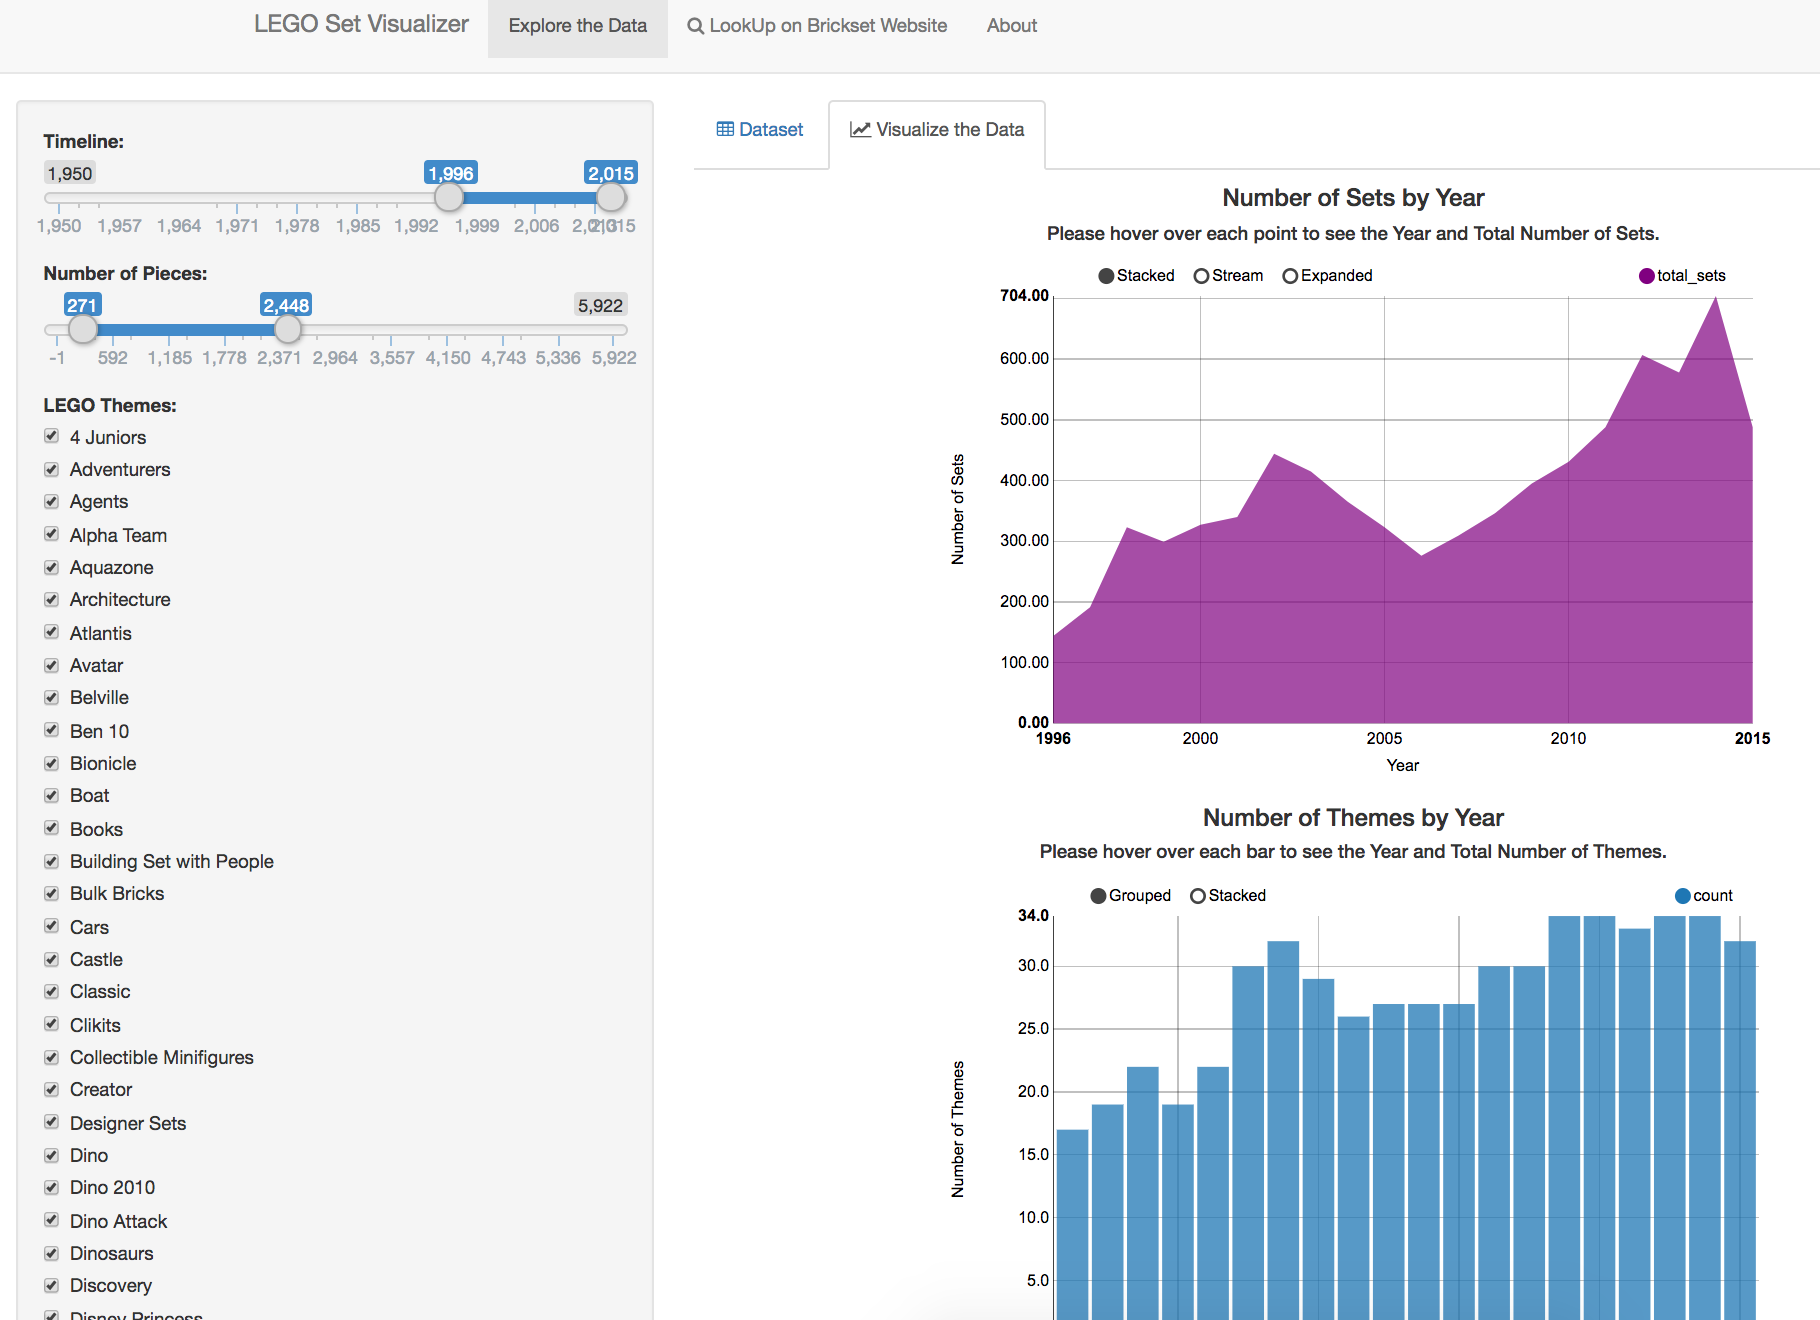 LEGO Set Visualizer
Explore the Data
LookUp on Brickset Website
About
Timeline:
1,950
1,996
2,015
1,950 1,957 1,964 1,971 1,978 1,985 1,992 1,999 2,006 2,013 2,015
Number of Pieces:
271
2,448
5,922
-1 592 1,185 1,778 2,371 2,964 3,557 4,150 4,743 5,336 5,922
LEGO Themes:
4 Juniors
Adventurers
Agents
Alpha Team
Aquazone
Architecture
Atlantis
Avatar
Belville
Ben 10
Bionicle
Boat
Books
Building Set with People
Bulk Bricks
Cars
Castle
Classic
Clikits
Collectible Minifigures
Creator
Designer Sets
Dino
Dino 2010
Dino Attack
Dinosaurs
Discovery
Disney Princess
Dataset
Visualize the Data
Number of Sets by Year
Please hover over each point to see the Year and Total Number of Sets.
Stacked Stream Expanded total_sets
704.00
600.00
500.00
400.00
300.00
200.00
100.00
0.00
Number of Sets
1996 2000 2005 2010 2015
Year
Number of Themes by Year
Please hover over each bar to see the Year and Total Number of Themes.
Grouped Stacked count
34.0
30.0
25.0
20.0
15.0
10.0
5.0
Number of Themes